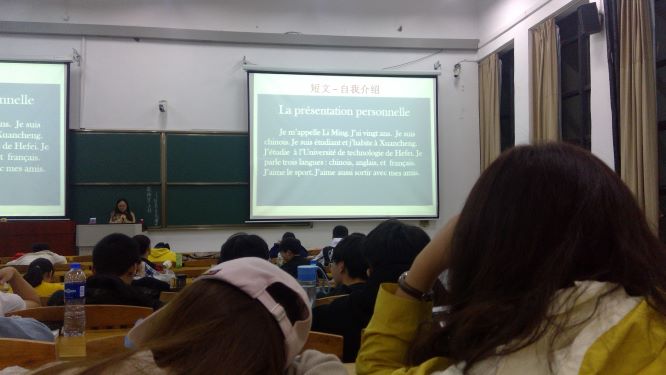 nnelle
ans. Je suis
Xuancheng.
de Hefei. Je
et français.
ec mes amis.
短文-自我介绍
La présentation personnelle
Je m'appelle Li Ming. J'ai vingt ans. Je suis
chinois. Je suis étudiant et j'habite à Xuancheng.
J'étudie à l'Université de technologie de Hefei. Je
parle trois langues : chinois, anglais, et français.
J'aime le sport. J'aime aussi sortir avec mes amis.